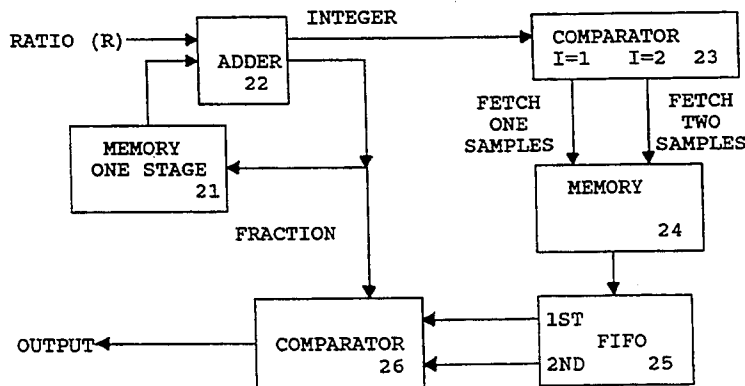 INTEGER
RATIO (R)
ADDER
22
COMPARATOR
I=1 I=2 23
FETCH
ONE
SAMPLES
FETCH
TWO
SAMPLES
MEMORY
ONE STAGE
21
MEMORY
24
FRACTION
1ST
FIFO
2ND 25
COMPARATOR
26
OUTPUT